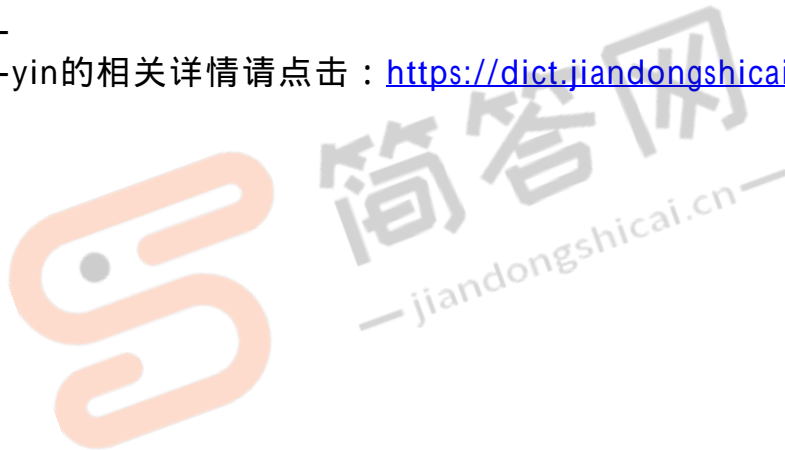 -
-yin的相关详情请点击：https://dict.jiandongshicai
简答网
— jiandongshicai.cn —